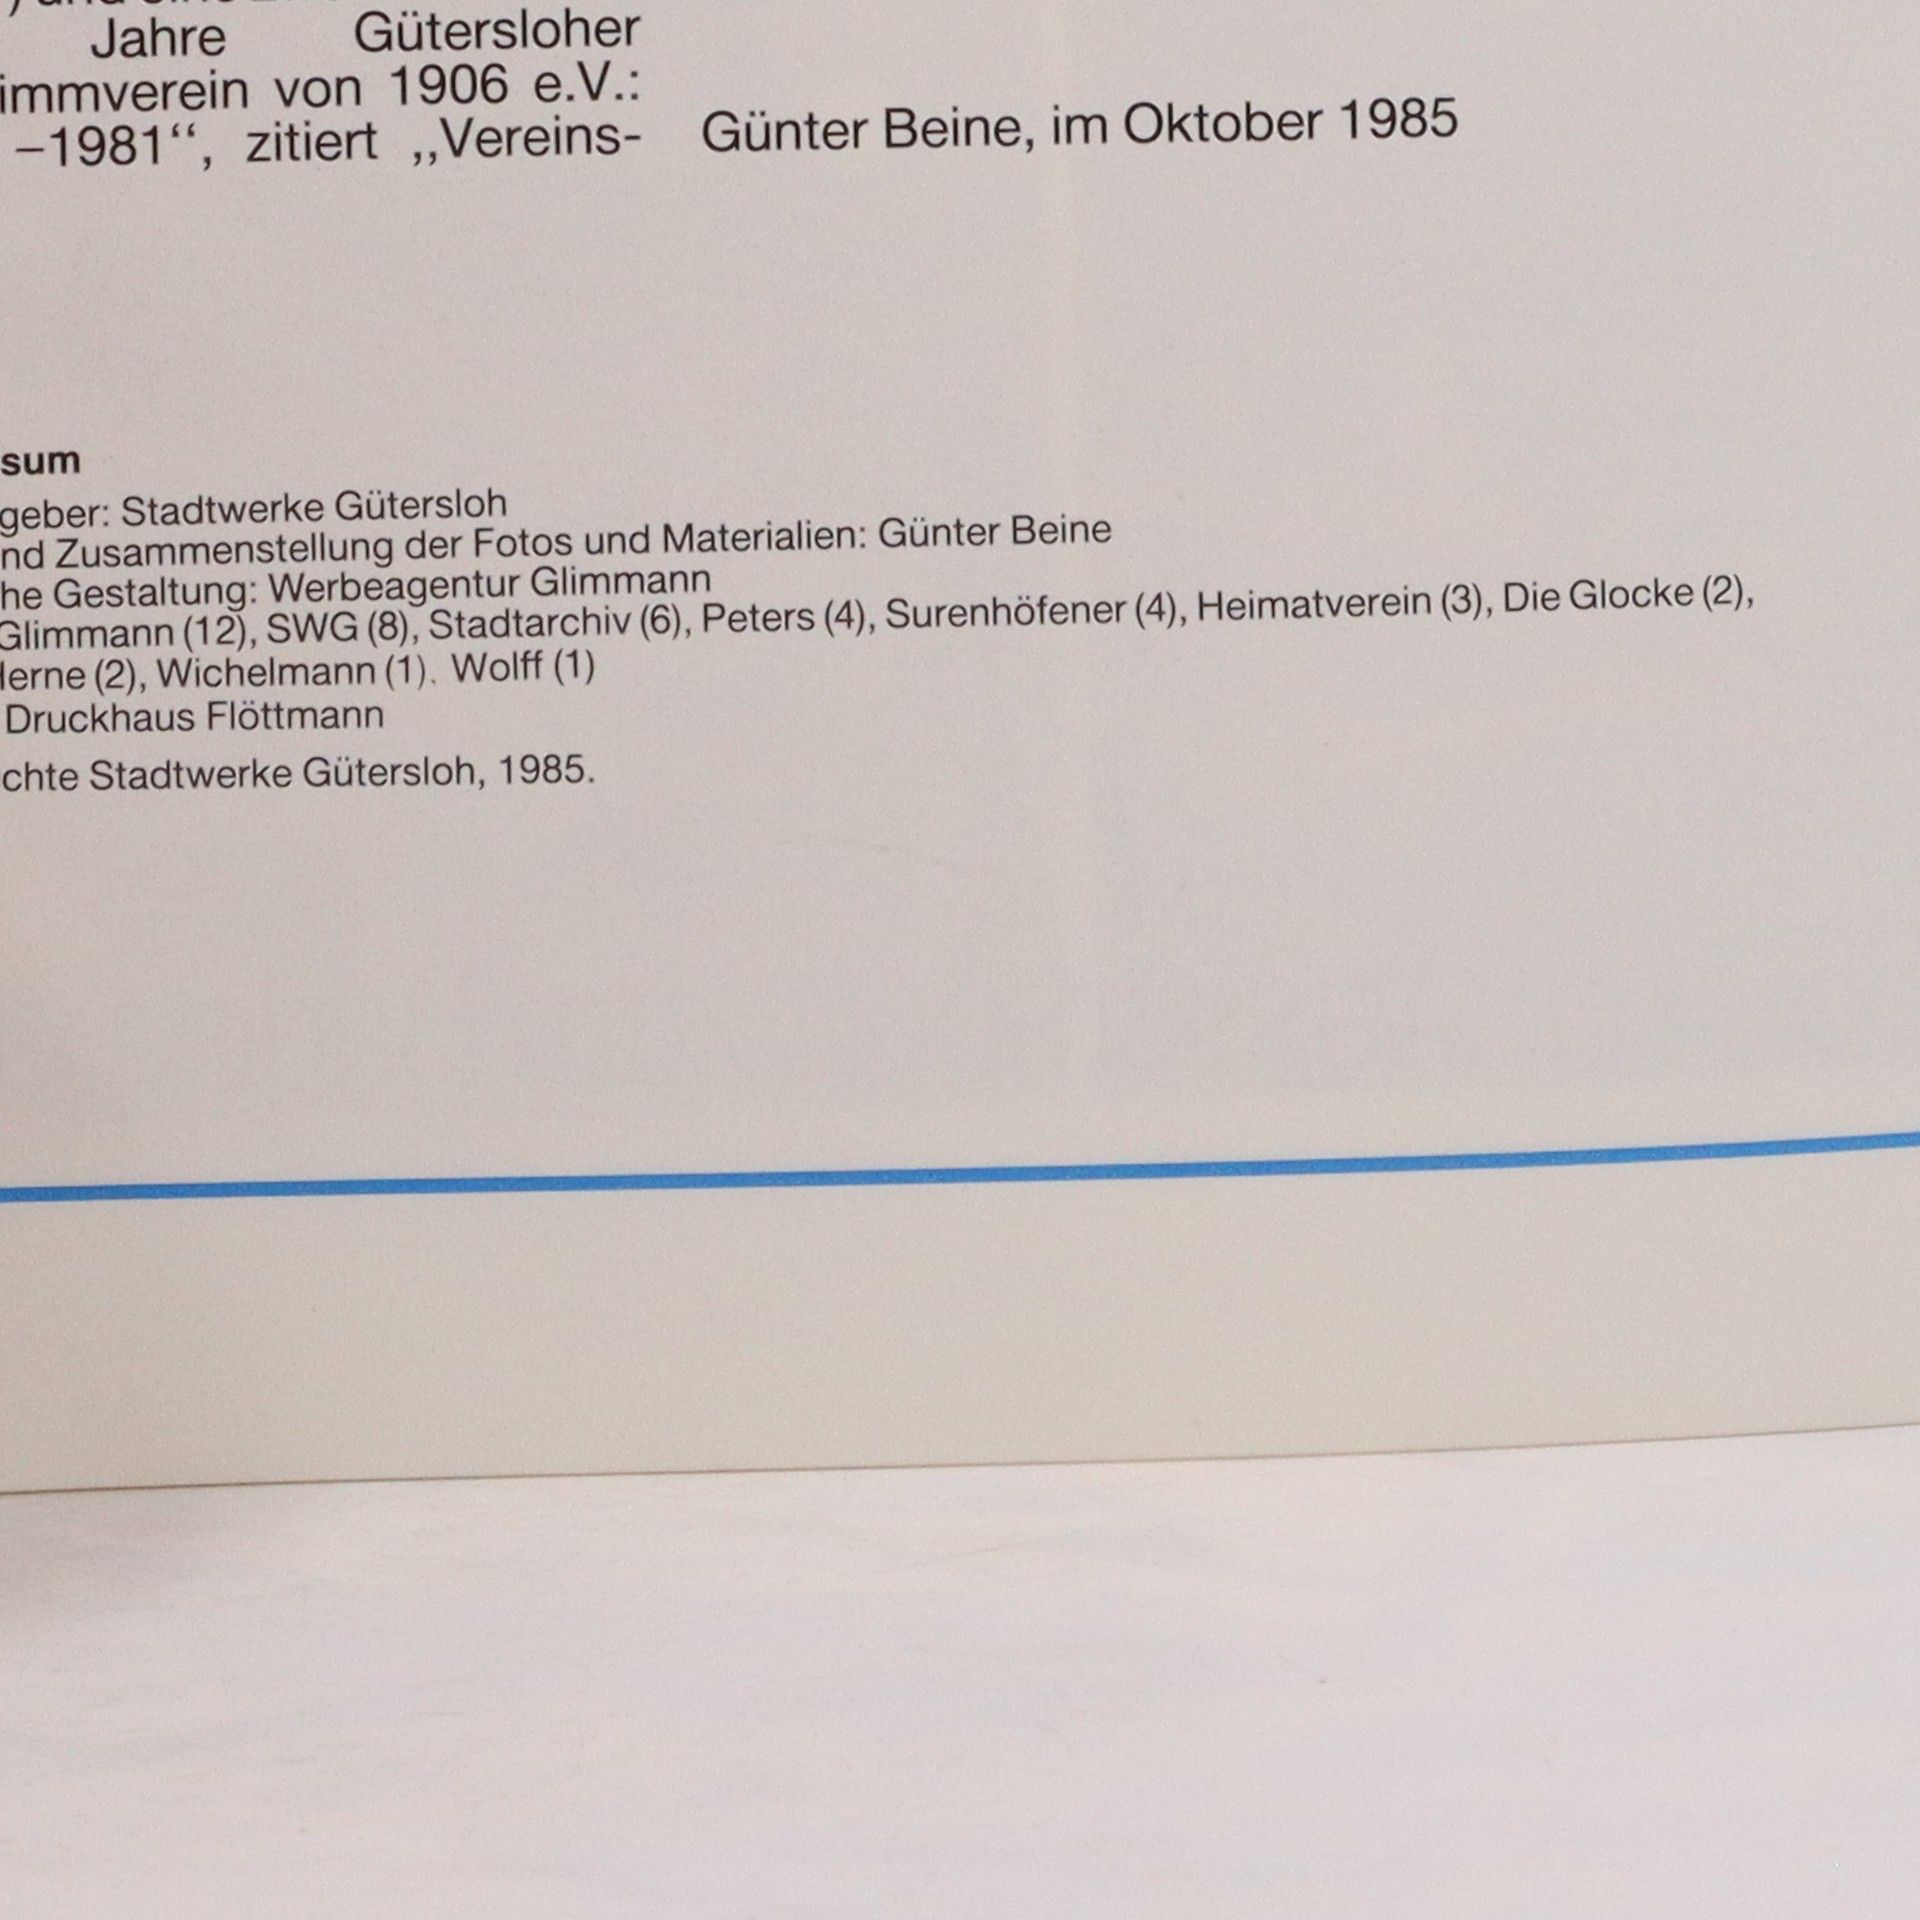 Jahre Gütersloher
immverein von 1906 e.V.:
–1981“, zitiert „Vereins-
Günter Beine, im Oktober 1985
sum
geber: Stadtwerke Gütersloh
nd Zusammenstellung der Fotos und Materialien: Günter Beine
he Gestaltung: Werbeagentur Glimmann
Glimmann (12), SWG (8), Stadtarchiv (6), Peters (4), Surenhöfener (4), Heimatverein (3), Die Glocke (2),
erne (2), Wichelmann (1). Wolff (1)
Druckhaus Flöttmann
chte Stadtwerke Gütersloh, 1985.